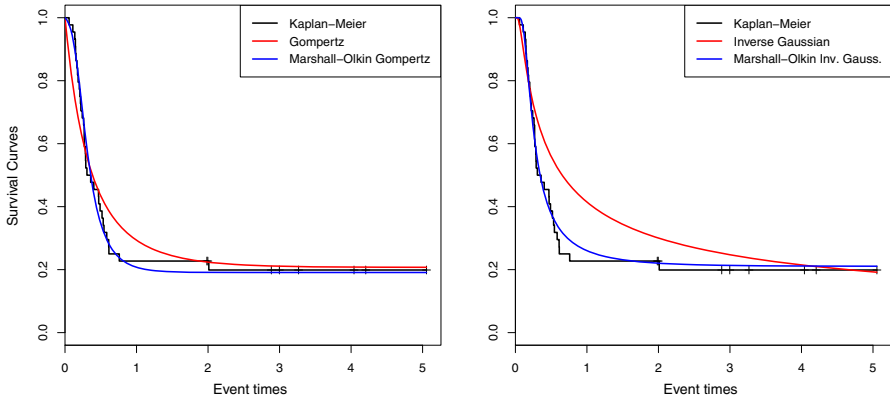 Survival Curves
0.0
0.2
0.4
0.6
0.8
1.0
Kaplan−Meier
Gompertz
Marshall−Olkin Gompertz
0 1 2 3 4 5
Event times
0.0
0.2
0.4
0.6
0.8
1.0
Kaplan−Meier
Inverse Gaussian
Marshall−Olkin Inv. Gauss.
0 1 2 3 4 5
Event times